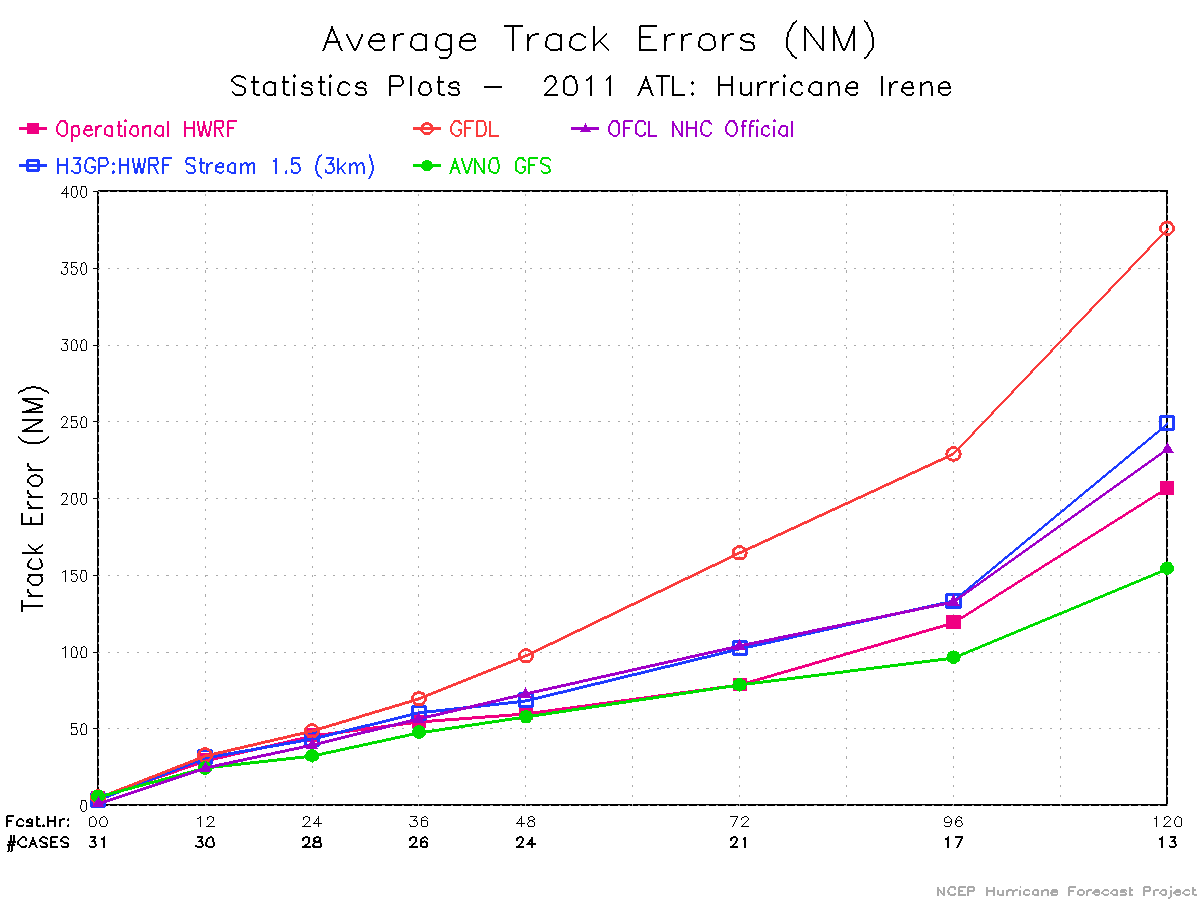 Average Track Errors (NM)
Statistics Plots - 2011 ATL: Hurricane Irene
Operational HWRF GFDL OFCL NHC Official
H3GP:HWRF Stream 1.5 (3km) AVNO GFS
400
350
300
250
200
150
100
50
0
Track Error (NM)
Fcst.Hr: 00 12 24 36 48 72 96 120
#CASES 31 30 28 26 24 21 17 13
NCEP Hurricane Forecast Project